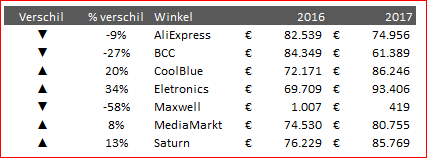 Verschil % verschil Winkel 2016 2017
▼ -9% AliExpress € 82.539 € 74.956
▼ -27% BCC € 84.349 € 61.389
▲ 20% CoolBlue € 72.171 € 86.246
▲ 34% Eletronics € 69.709 € 93.406
▼ -58% Maxwell € 1.007 € 419
▲ 8% MediaMarkt € 74.530 € 80.755
▲ 13% Saturn € 76.229 € 85.769